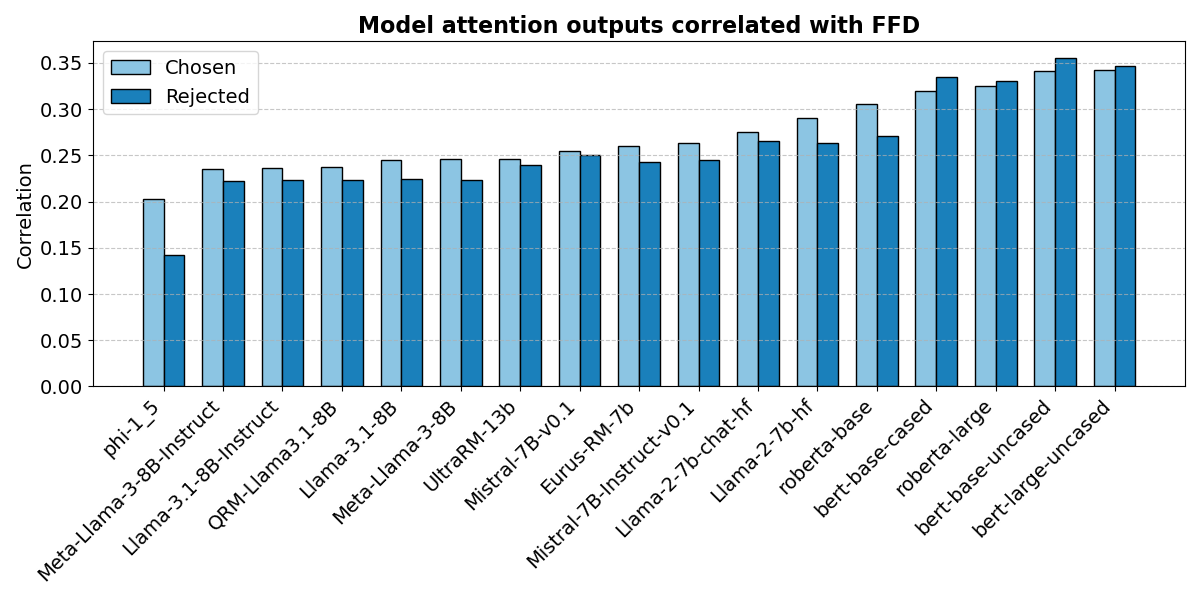 Model attention outputs correlated with FFD
Chosen
Rejected
Correlation
0.35
0.30
0.25
0.20
0.15
0.10
0.05
0.00
phi-1_5
Meta-Llama-3-8B-Instruct
Llama-3.1-8B-Instruct
QRM-Llama3.1-8B
Llama-3.1-8B
Meta-Llama-3-8B
UltraRM-13b
Mistral-7B-v0.1
Eurus-RM-7b
Mistral-7B-Instruct-v0.1
Llama-2-7b-chat-hf
Llama-2-7b-hf
roberta-base
bert-base-cased
roberta-large
bert-base-uncased
bert-large-uncased